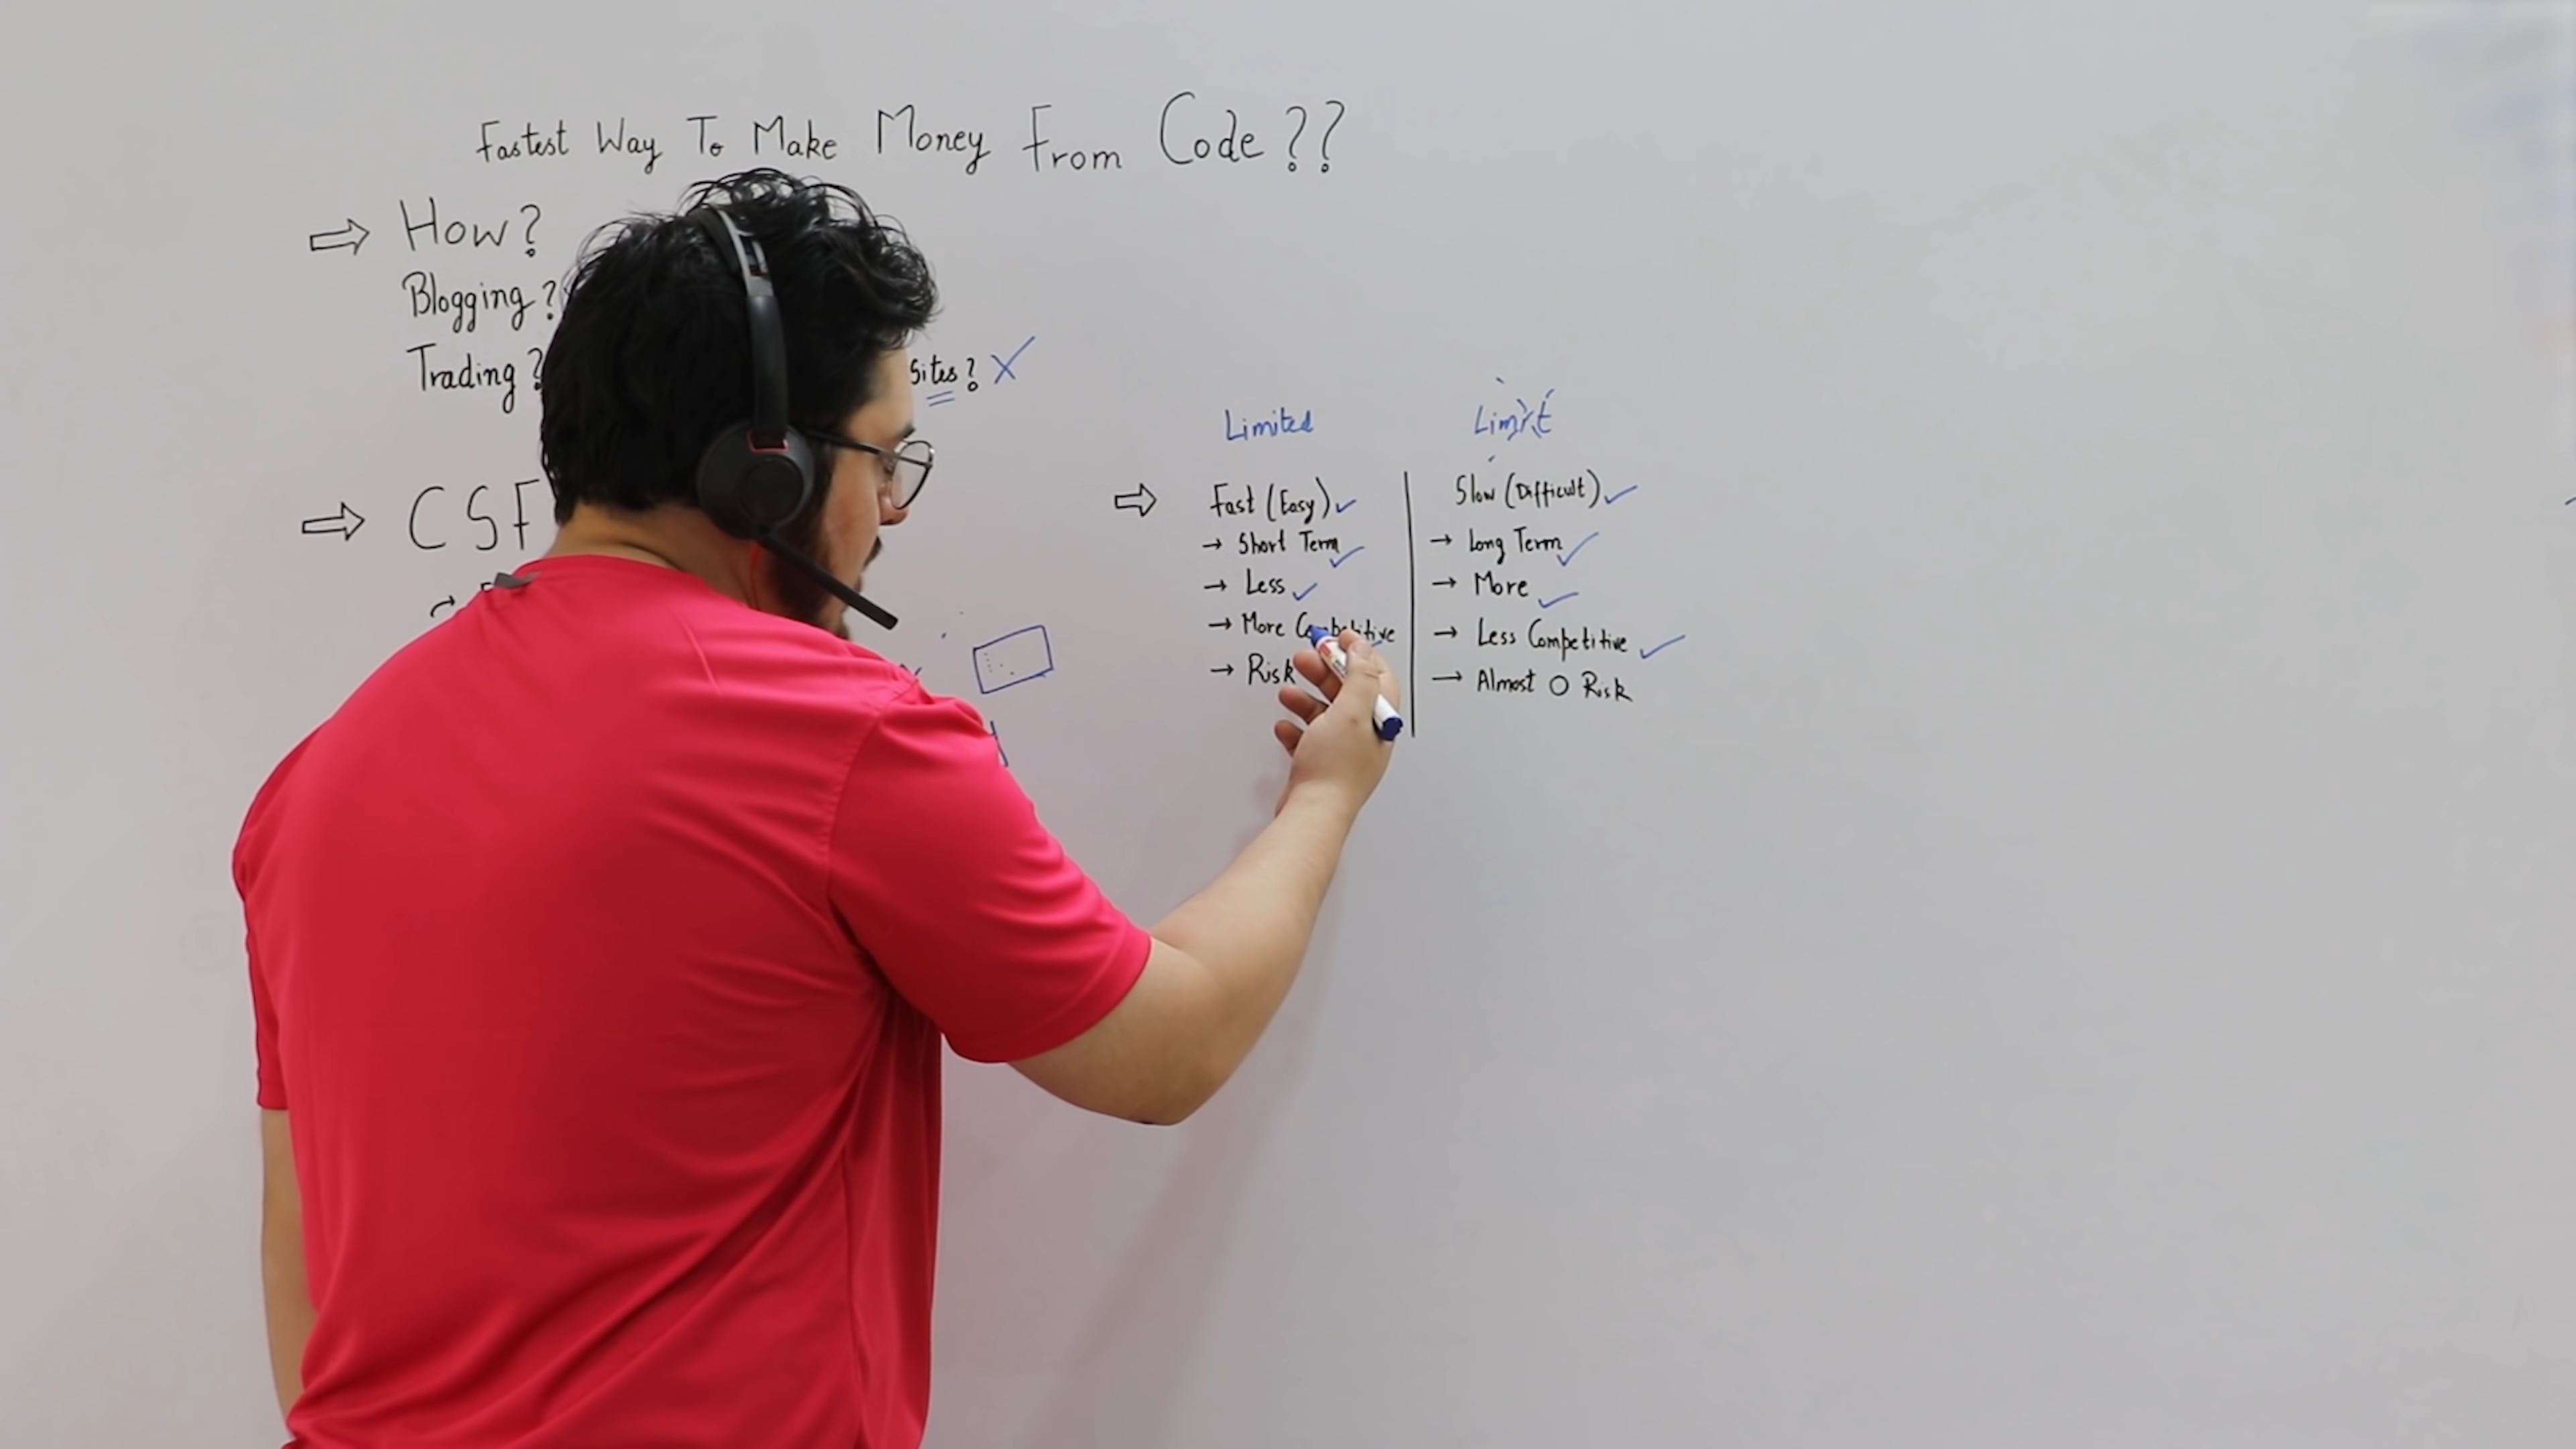 Fastest Way To Make Money From Code ??
How?
Blogging ?
Trading ?
Sites ?
CSF
Limited
Limit
Fast (Easy)
→ Short Term
→ Less
→ More Competitive
→ Risk
Slow (Difficult)
→ Long Term
→ More
→ Less Competitive
→ Almost 0 Risk